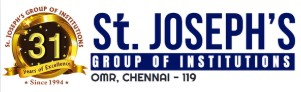 St. JOSEPH'S GROUP OF INSTITUTIONS
31
Years of Excellence
• Since 1994 •
St. JOSEPH'S
GROUP OF INSTITUTIONS
OMR, CHENNAI - 119